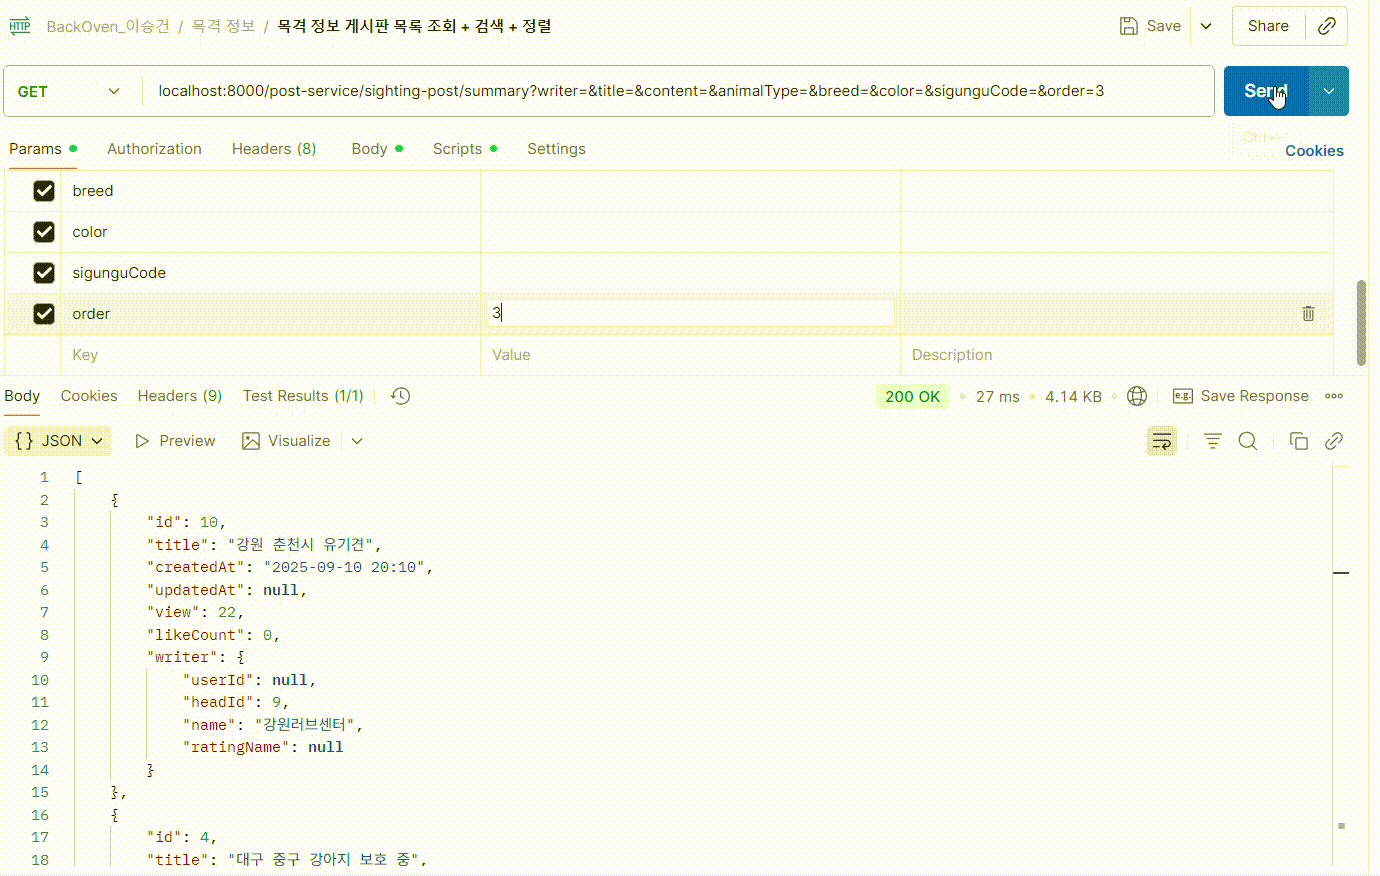 HTTP BackOven_이승건 / 목격 정보 / 목격 정보 게시판 목록 조회 + 검색 + 정렬 Save Share
GET localhost:8000/post-service/sighting-post/summary?writer=&title=&content=&animalType=&breed=&color=&sigunguCode=&order=3 Send
Params Authorization Headers (8) Body Scripts Settings Cookies
breed
color
sigunguCode
order 3
Key Value Description
Body Cookies Headers (9) Test Results (1/1) 200 OK 27 ms 4.14 KB e.g. Save Response
{} JSON Preview Visualize
1 [
2 {
3 "id": 10,
4 "title": "강원 춘천시 유기견",
5 "createdAt": "2025-09-10 20:10",
6 "updatedAt": null,
7 "view": 22,
8 "likeCount": 0,
9 "writer": {
10 "userId": null,
11 "headId": 9,
12 "name": "강원러브센터",
13 "ratingName": null
14 }
15 },
16 {
17 "id": 4,
18 "title": "대구 중구 강아지 보호 중",